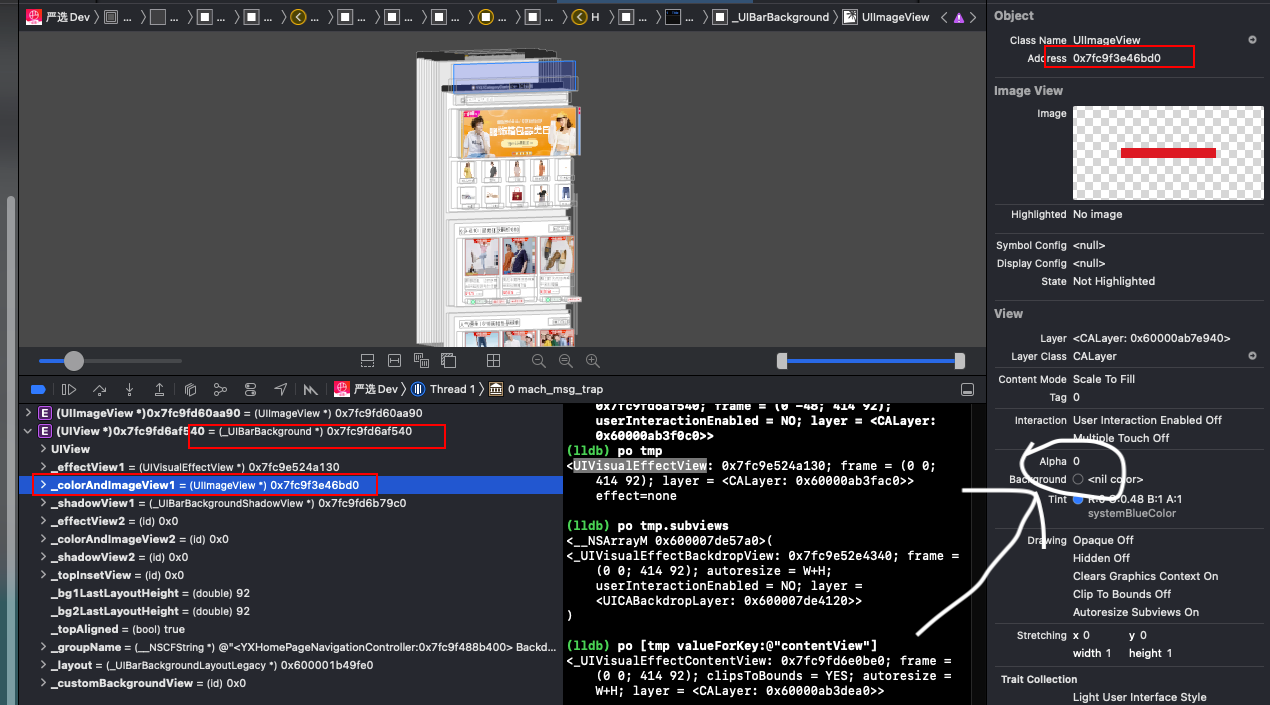 严选 Dev 〉 ... 〉 ... 〉 ... 〉 ... 〉 ... 〉 ... 〉 ... 〉 ... 〉 ... 〉 ... 〉 H 〉 ... 〉 ... 〉 _UIBarBackground 〉 UIImageView
Object
Class Name UIImageView
Address 0x7fc9f3e46bd0
Image View
Image
Highlighted No image
Symbol Config <null>
Display Config <null>
State Not Highlighted
View
Layer <CALayer: 0x60000ab7e940>
Layer Class CALayer
Content Mode Scale To Fill
Tag 0
Interaction User Interaction Enabled Off
Multiple Touch Off
Alpha 0
Background <nil color>
Tint R:0 G:0.48 B:1 A:1
systemBlueColor
Drawing Opaque Off
Hidden Off
Clears Graphics Context On
Clip To Bounds Off
Autoresize Subviews On
Stretching x 0 y 0
width 1 height 1
Trait Collection
Light User Interface Style
严选 Dev 〉 Thread 1 〉 0 mach_msg_trap
E (UIImageView *)0x7fc9fd60aa90 = (UIImageView *) 0x7fc9fd60aa90
E (UIView *)0x7fc9fd6af540 = (_UIBarBackground *) 0x7fc9fd6af540
UIView
_effectView1 = (UIVisualEffectView *) 0x7fc9e524a130
_colorAndImageView1 = (UIImageView *) 0x7fc9f3e46bd0
_shadowView1 = (_UIBarBackgroundShadowView *) 0x7fc9fd6b79c0
_effectView2 = (id) 0x0
_colorAndImageView2 = (id) 0x0
_shadowView2 = (id) 0x0
_topInsetView = (id) 0x0
_bg1LastLayoutHeight = (double) 92
_bg2LastLayoutHeight = (double) 92
_topAligned = (bool) true
_groupName = (__NSCFString *) @"<YXHomePageNavigationController:0x7fc9f488b400> Backd...
_layout = (_UIBarBackgroundLayoutLegacy *) 0x600001b49fe0
_customBackgroundView = (id) 0x0
0x7fc9fd6af540; frame = (0 -48; 414 92);
userInteractionEnabled = NO; layer = <CALayer:
0x60000ab3f0c0>>
(lldb) po tmp
<UIVisualEffectView: 0x7fc9e524a130; frame = (0 0;
414 92); layer = <CALayer: 0x60000ab3fac0>>
effect=none
(lldb) po tmp.subviews
<__NSArrayM 0x600007de57a0>(
<_UIVisualEffectBackdropView: 0x7fc9e52e4340; frame =
(0 0; 414 92); autoresize = W+H;
userInteractionEnabled = NO; layer =
<UICABackdropLayer: 0x600007de4120>>
)
(lldb) po [tmp valueForKey:@"contentView"]
<_UIVisualEffectContentView: 0x7fc9fd6e0be0; frame =
(0 0; 414 92); clipsToBounds = YES; autoresize =
W+H; layer = <CALayer: 0x60000ab3dea0>>